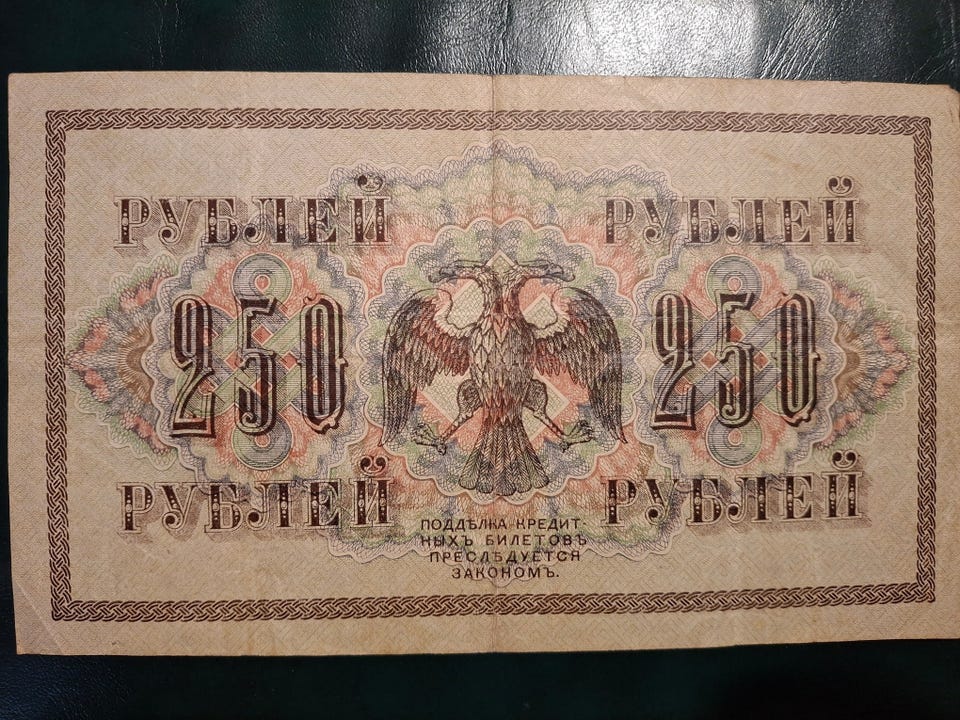 РУБЛЕЙ РУБЛЕЙ
250 250
РУБЛЕЙ РУБЛЕЙ
ПОДДѢЛКА КРЕДИТ-
НЫХЪ БИЛЕТОВЪ
ПРЕСЛѢДУЕТСЯ
ЗАКОНОМЪ.